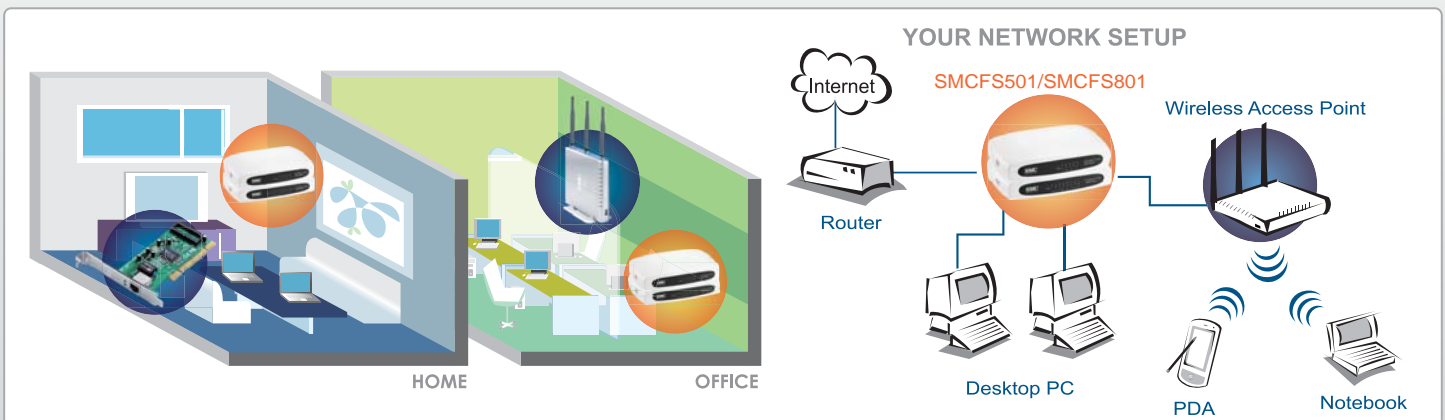 YOUR NETWORK SETUP
Internet
SMCFS501/SMCFS801
Wireless Access Point
Router
Desktop PC
PDA
Notebook
HOME
OFFICE